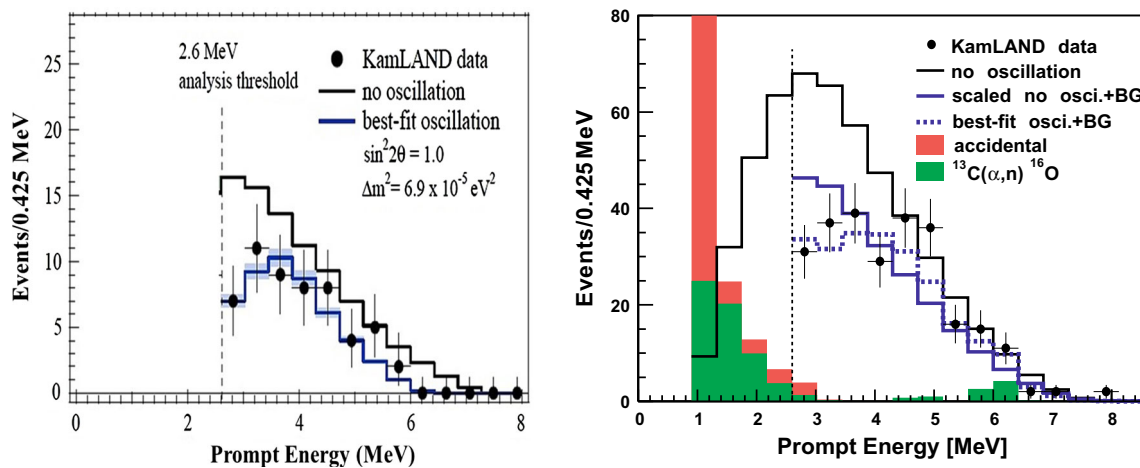 2.6 MeV
analysis threshold
KamLAND data
no oscillation
best-fit oscillation
sin²2θ = 1.0
Δm² = 6.9 x 10⁻⁵ eV²
Events/0.425 MeV
25
20
15
10
5
0
0
2
4
6
8
Prompt Energy (MeV)
KamLAND data
no oscillation
scaled no osci.+BG
best-fit osci.+BG
accidental
¹³C(α,n) ¹⁶O
Events/0.425 MeV
80
60
40
20
0
0
1
2
3
4
5
6
7
8
Prompt Energy [MeV]